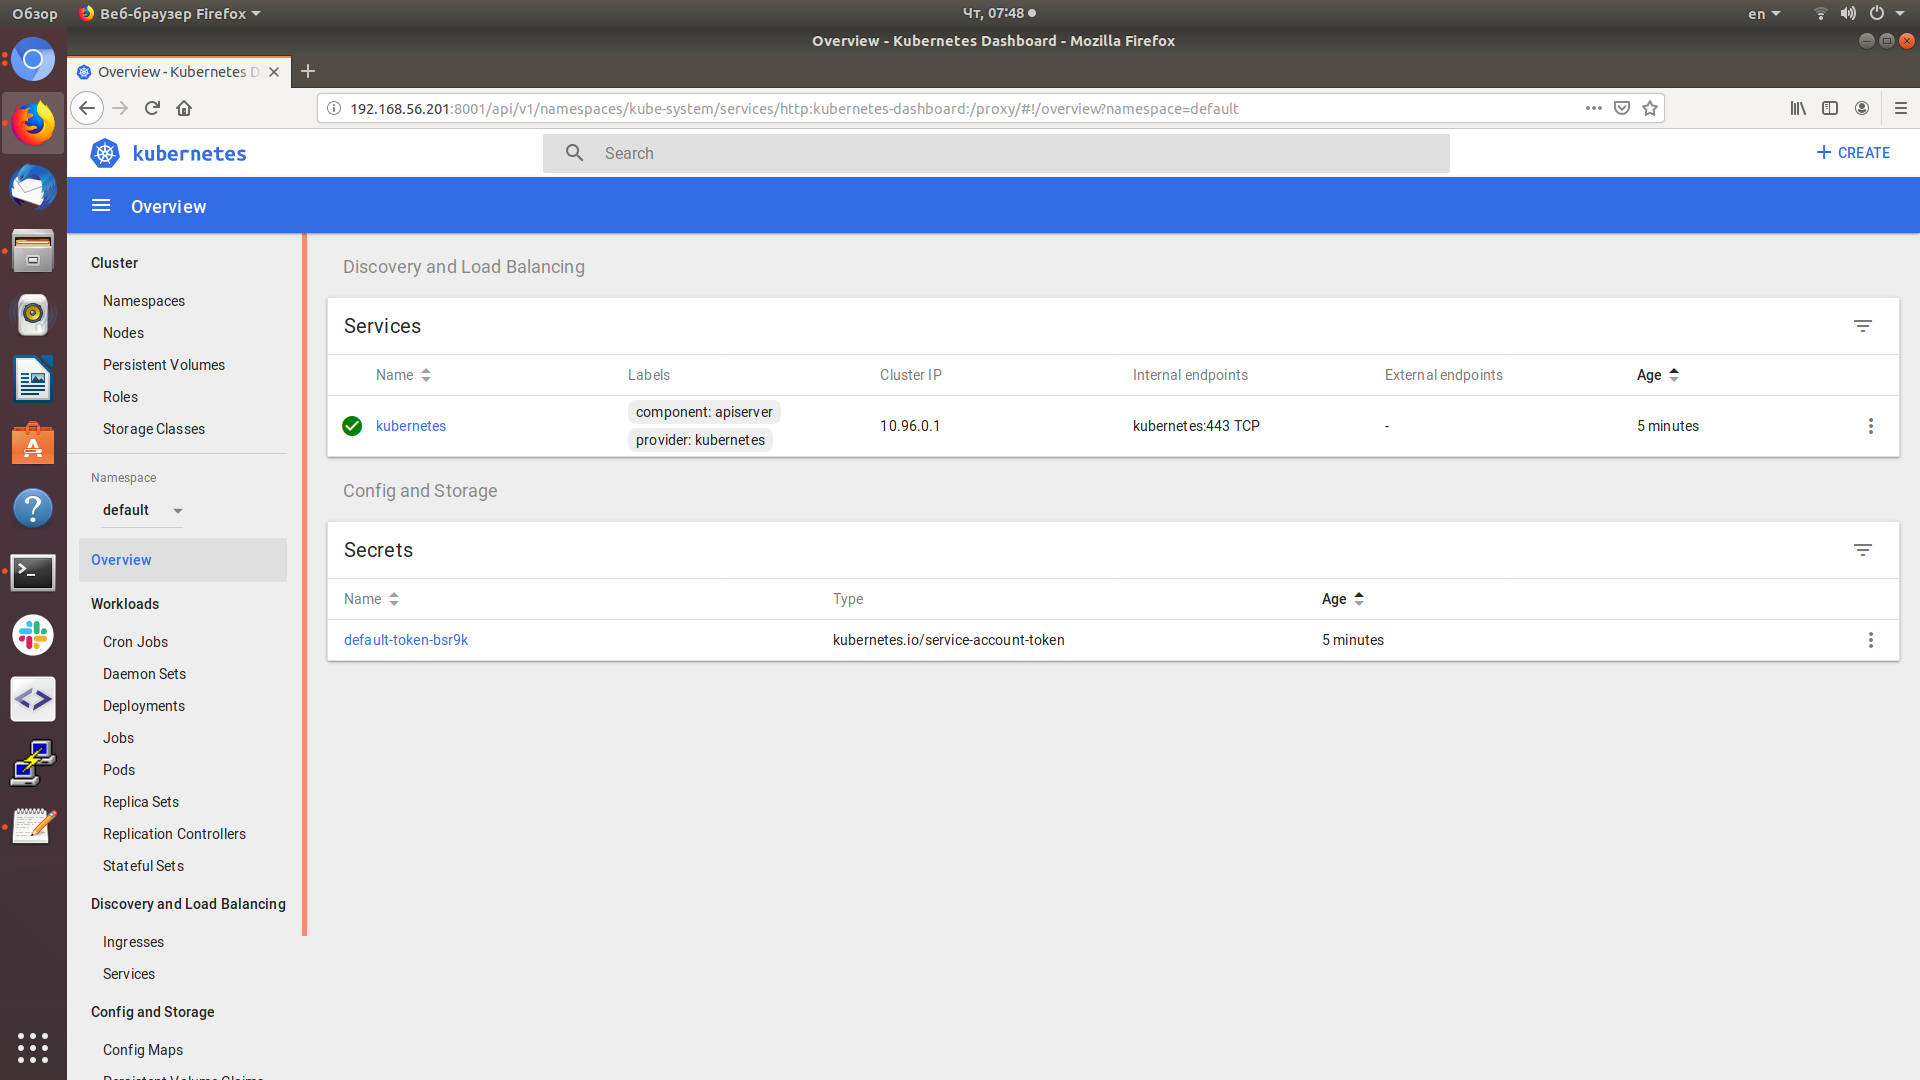 Обзор
Веб-браузер Firefox
Чт, 07:48
en
Overview - Kubernetes Dashboard - Mozilla Firefox
Overview - Kubernetes D
192.168.56.201:8001/api/v1/namespaces/kube-system/services/http:kubernetes-dashboard:/proxy/#!/overview?namespace=default
kubernetes
Search
+ CREATE
Overview
Cluster
Namespaces
Nodes
Persistent Volumes
Roles
Storage Classes
Namespace
default
Overview
Workloads
Cron Jobs
Daemon Sets
Deployments
Jobs
Pods
Replica Sets
Replication Controllers
Stateful Sets
Discovery and Load Balancing
Ingresses
Services
Config and Storage
Config Maps
Persistent Volume Claims
Discovery and Load Balancing
Services
Name Labels Cluster IP Internal endpoints External endpoints Age
kubernetes component: apiserver 10.96.0.1 kubernetes:443 TCP - 5 minutes
provider: kubernetes
Config and Storage
Secrets
Name Type Age
default-token-bsr9k kubernetes.io/service-account-token 5 minutes